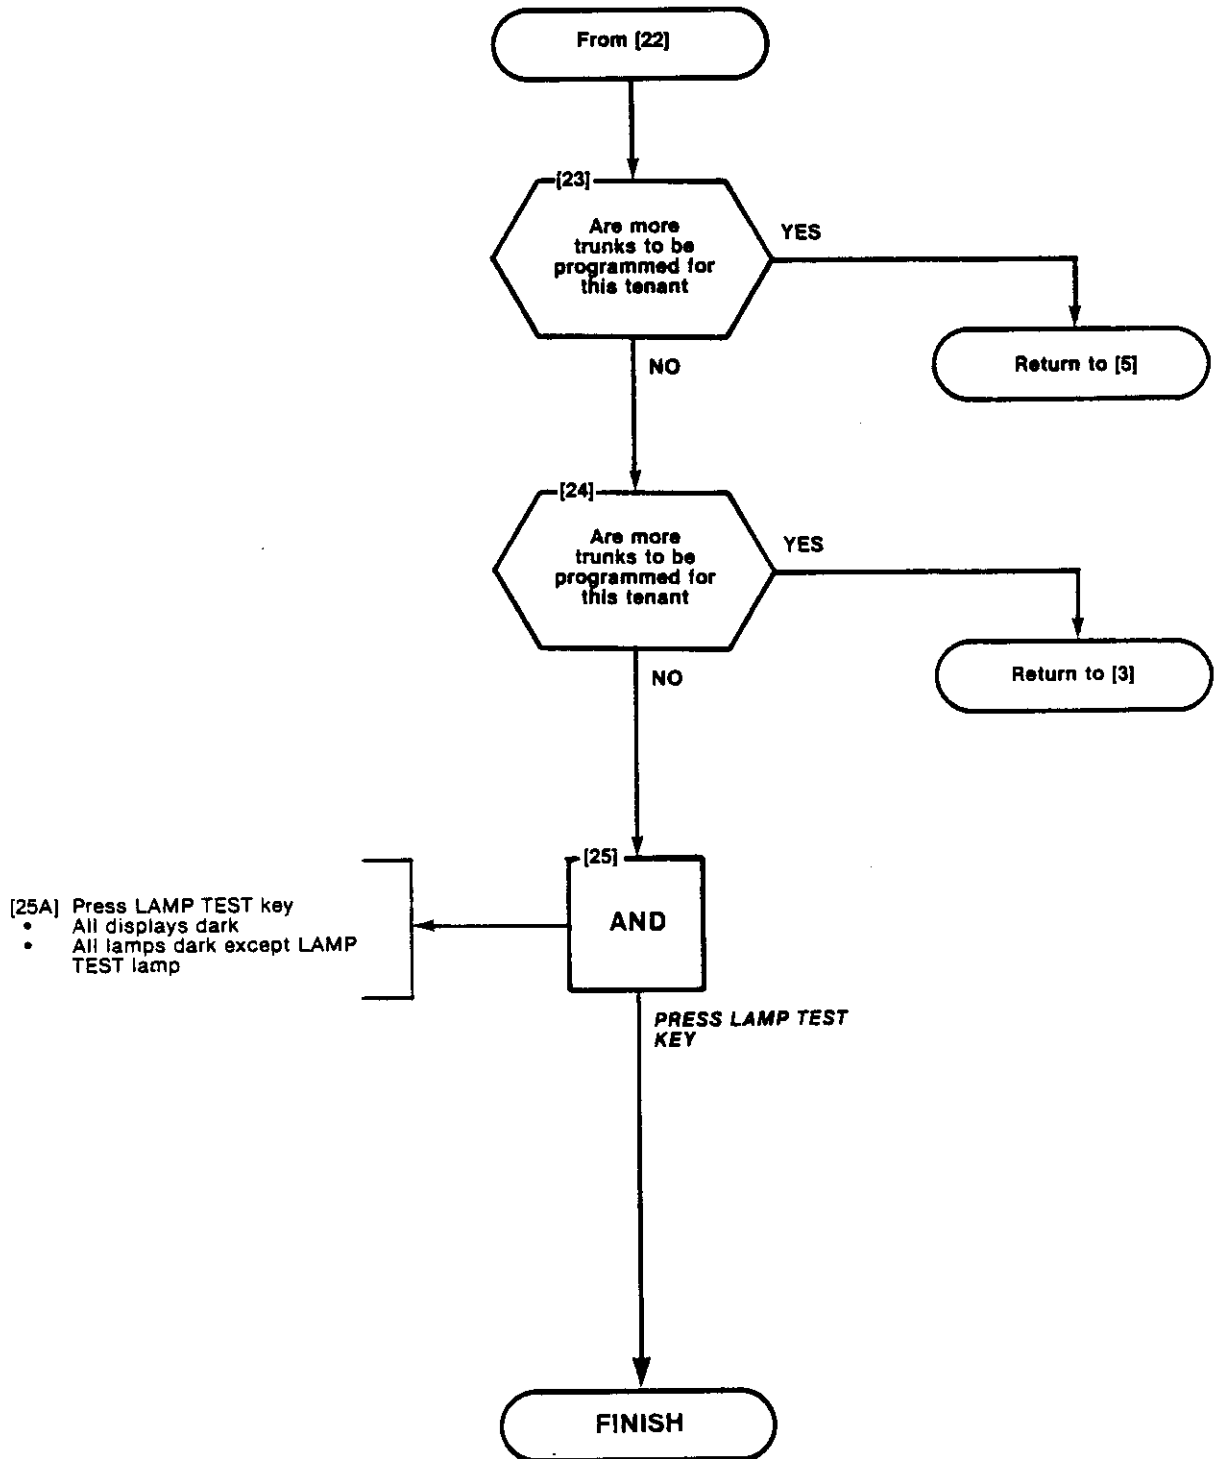 From [22]
[23]
Are more
trunks to be
programmed for
this tenant
YES
Return to [5]
NO
[24]
Are more
trunks to be
programmed for
this tenant
YES
Return to [3]
NO
[25]
AND
[25A] Press LAMP TEST key
• All displays dark
• All lamps dark except LAMP
TEST lamp
PRESS LAMP TEST
KEY
FINISH